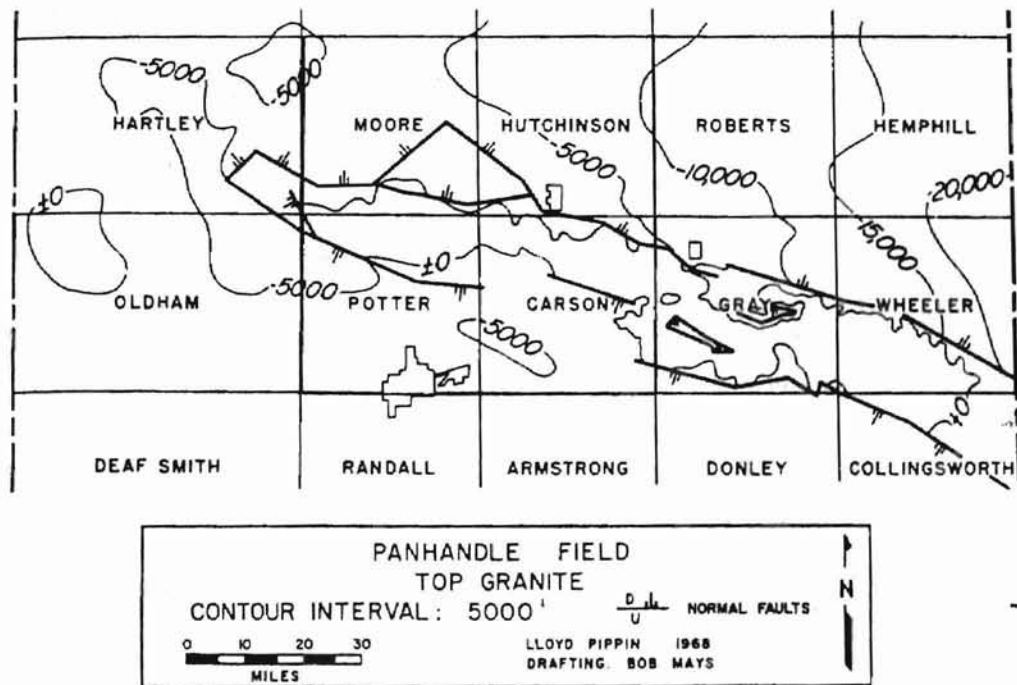 -5000
-5000
HARTLEY
MOORE
HUTCHINSON
ROBERTS
HEMPHILL
-5000
-10,000
-20,000
-15,000
±0
±0
-5000
OLDHAM
POTTER
CARSON
GRAY
WHEELER
-5000
±0
DEAF SMITH
RANDALL
ARMSTRONG
DONLEY
COLLINGSWORTH
PANHANDLE FIELD
TOP GRANITE
CONTOUR INTERVAL: 5000'
D
U
NORMAL FAULTS
0 10 20 30
MILES
LLOYD PIPPIN 1968
DRAFTING: BOB MAYS
N